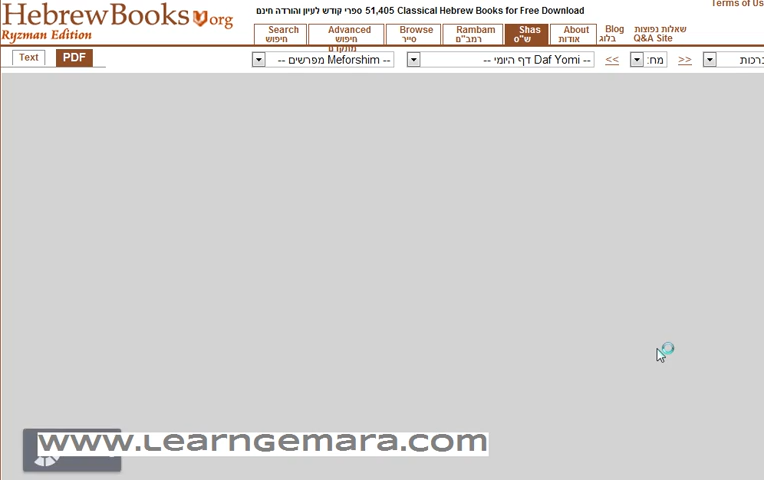 HebrewBooks.org
Ryzman Edition
51,405 Classical Hebrew Books for Free Download ספרי קודש לעיון והורדה חינם
Terms of Us
Search
חיפוש
Advanced
חיפוש
מתקדם
Browse
סייר
Rambam
רמב"ם
Shas
ש"ס
About
אודות
Blog
בלוג
שאלות נפוצות
Q&A Site
Text
PDF
-- Meforshim מפרשים --
-- Daf Yomi דף היומי --
<<
מח:
>>
ברכות
www.Learngemara.com